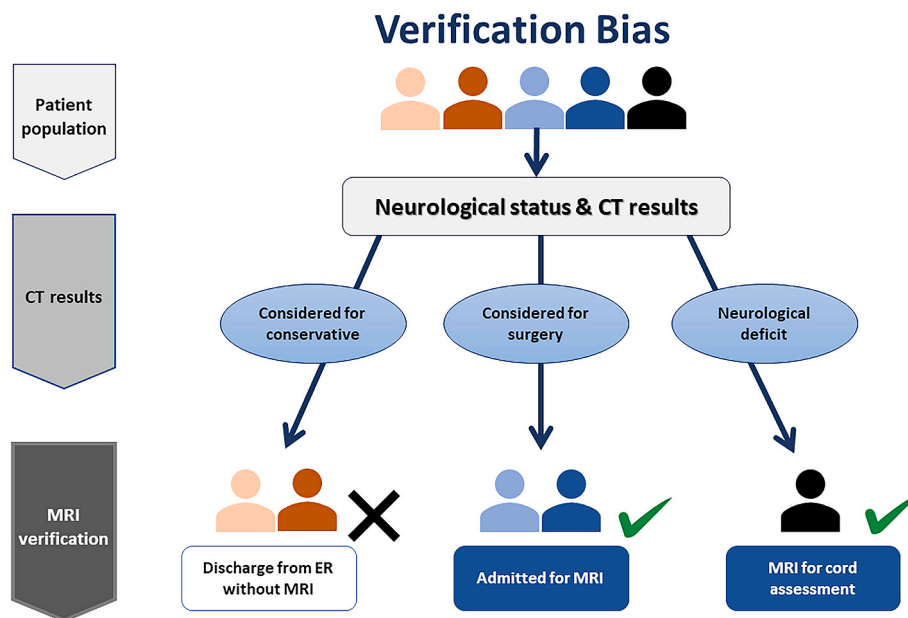 Verification Bias
Patient
population
Neurological status & CT results
CT results
Considered for
conservative
Considered for
surgery
Neurological
deficit
MRI
verification
Discharge from ER
without MRI
Admitted for MRI
MRI for cord
assessment